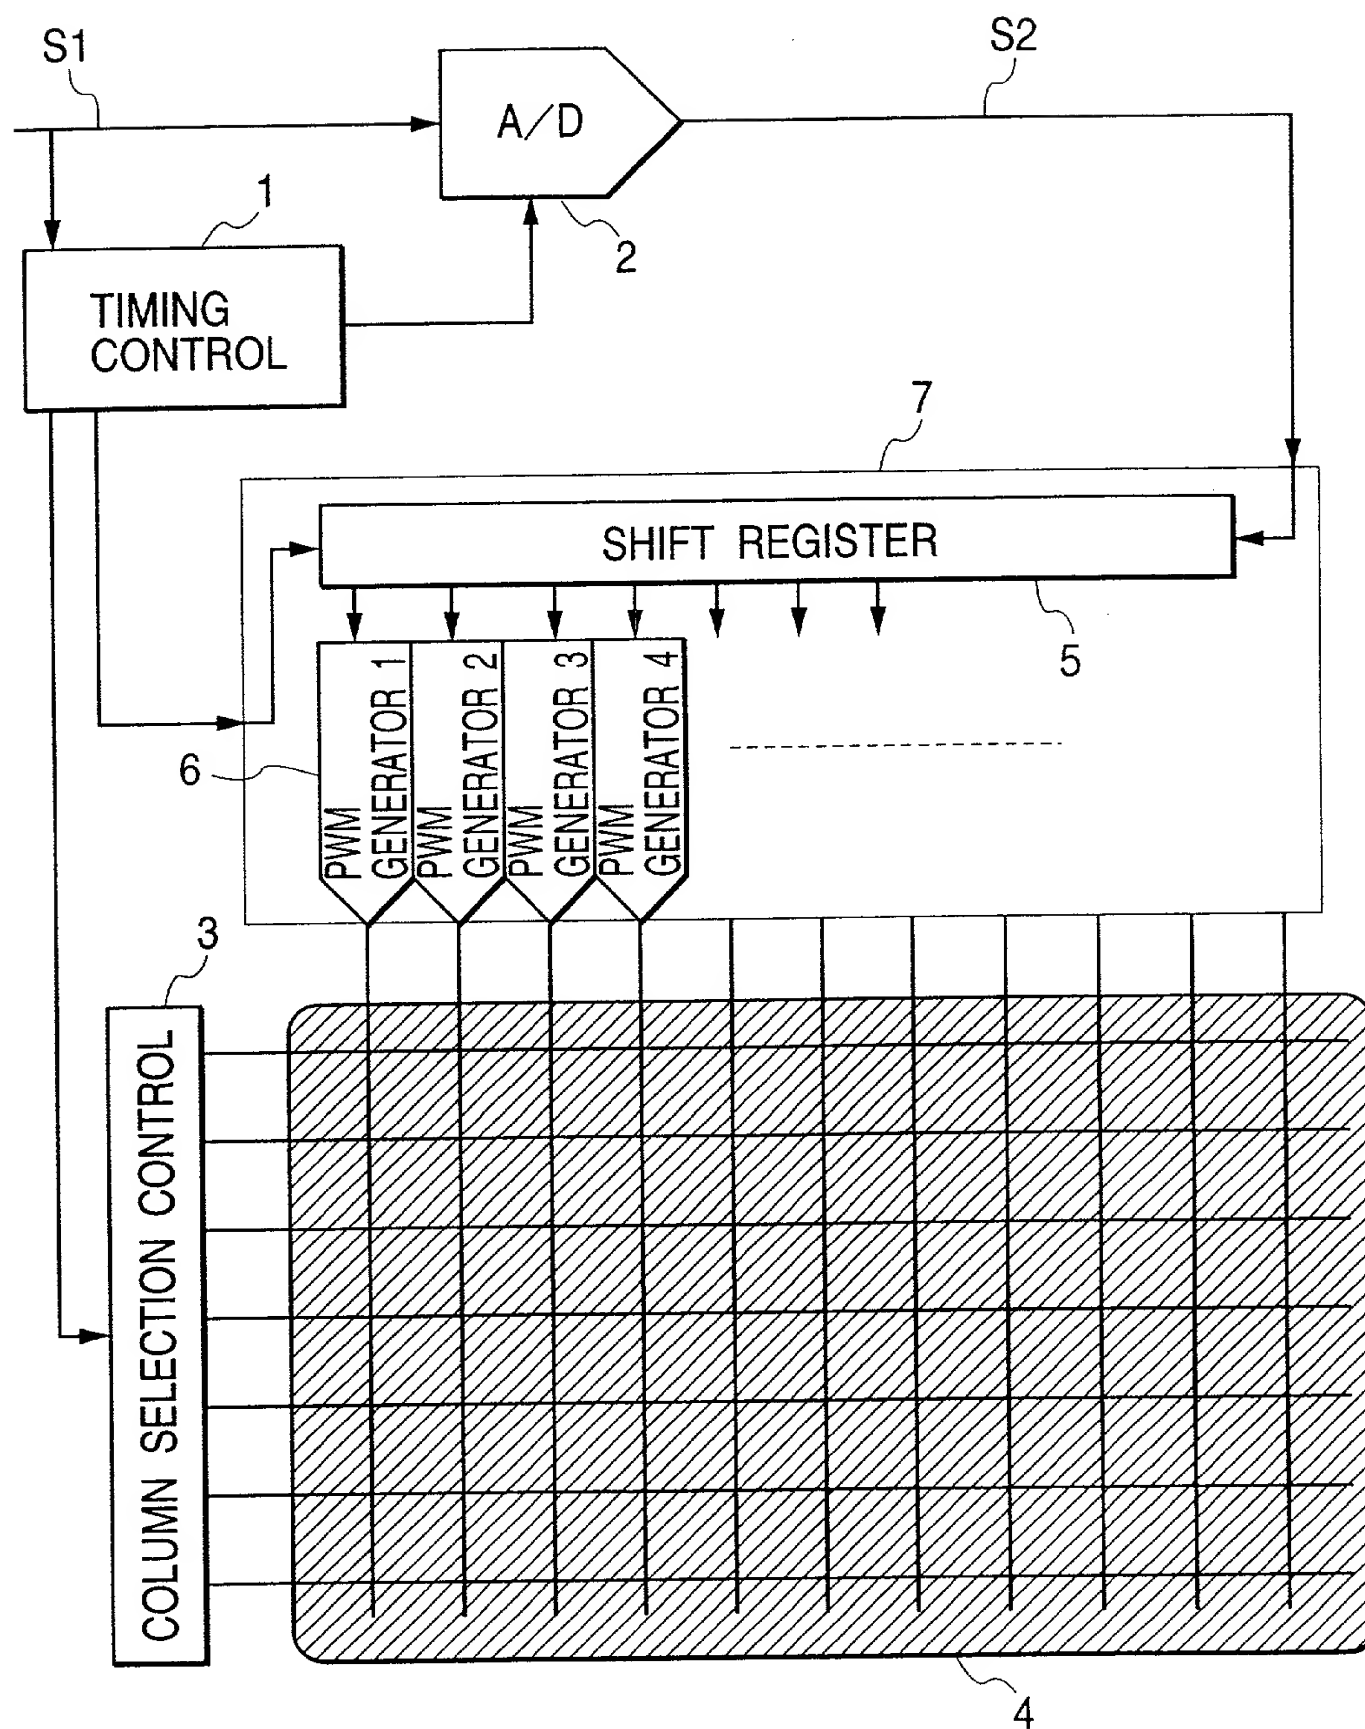 S1
S2
A/D
1
2
TIMING
CONTROL
7
SHIFT REGISTER
5
PWM
GENERATOR 1
PWM
GENERATOR 2
PWM
GENERATOR 3
PWM
GENERATOR 4
6
3
COLUMN SELECTION CONTROL
4